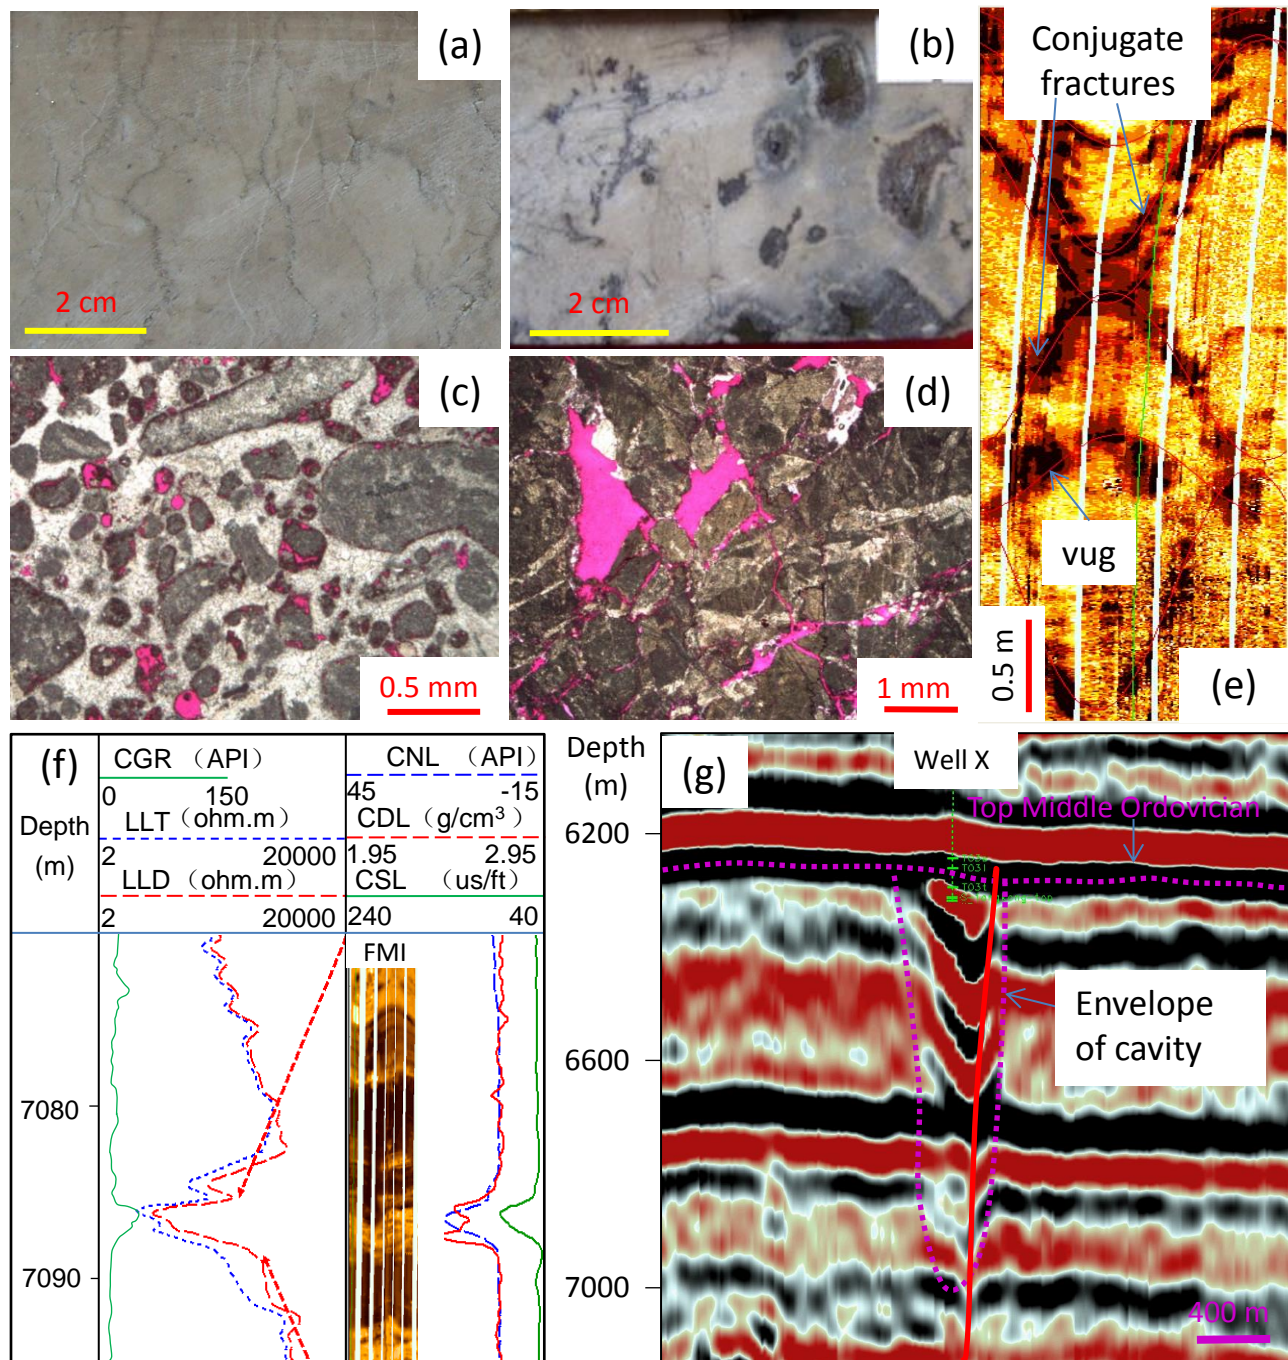 (a)
2 cm
(b)
2 cm
Conjugate
fractures
vug
0.5 m
(e)
(c)
0.5 mm
(d)
1 mm
(f)
Depth
(m)
CGR （API）
0 150
LLT（ohm.m）
2 20000
LLD （ohm.m）
2 20000
CNL （API）
45 -15
CDL（g/cm³）
1.95 2.95
CSL （us/ft）
240 40
FMI
7080
7090
Depth
(m)
6200
6600
7000
(g)
Well X
Top Middle Ordovician
TO3l
TO3t
Envelope
of cavity
400 m